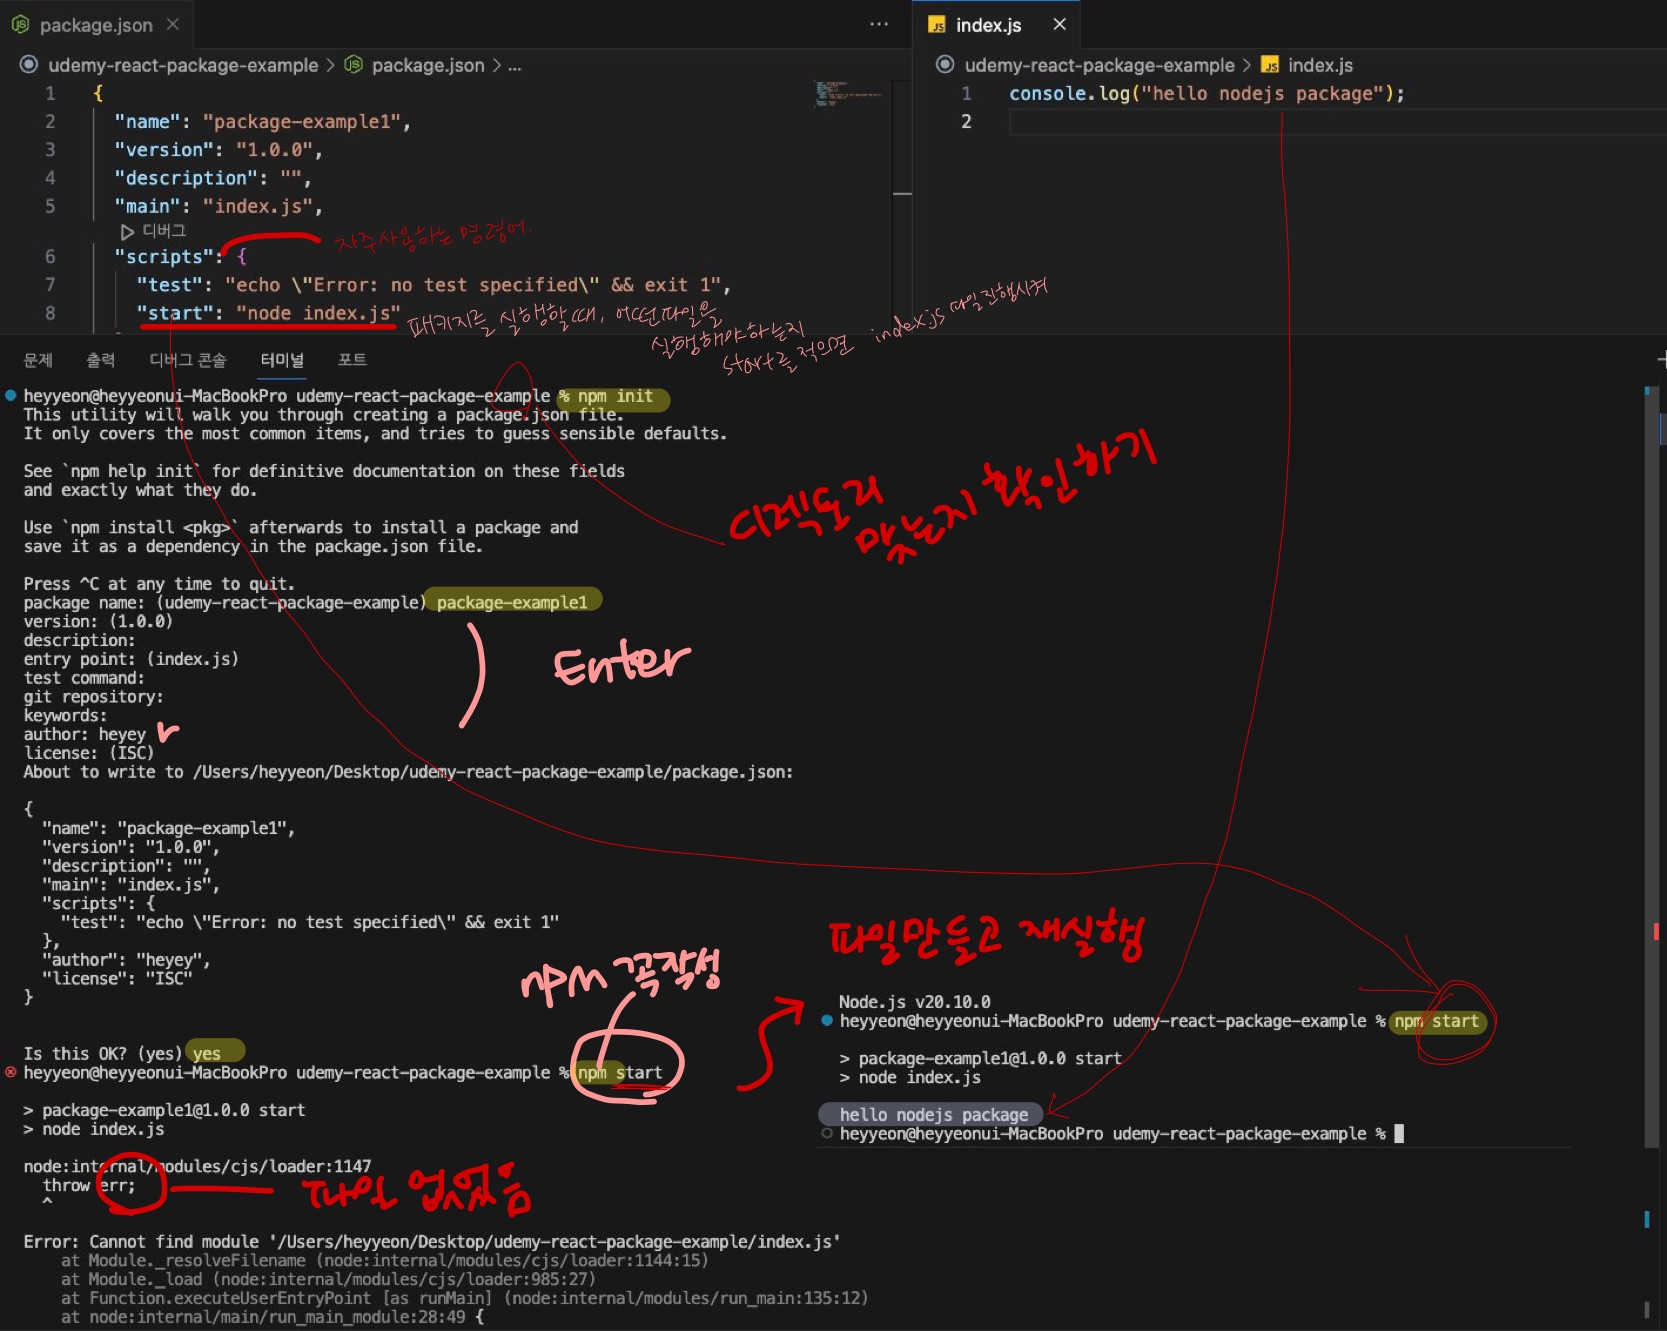 package.json
udemy-react-package-example > package.json > ...
1 {
2 "name": "package-example1",
3 "version": "1.0.0",
4 "description": "",
5 "main": "index.js",
디버그
자주사용하는 명령어.
6 "scripts": {
7 "test": "echo \"Error: no test specified\" && exit 1",
8 "start": "node index.js"
패키지를 실행할때, 어떤파일을
실행해야하는지
start를 적으면 index.js 파일 진행시켜
index.js
udemy-react-package-example > index.js
1 console.log("hello nodejs package");
2
문제 출력 디버그 콘솔 터미널 포트
heyyeon@heyyeonui-MacBookPro udemy-react-package-example % npm init
This utility will walk you through creating a package.json file.
It only covers the most common items, and tries to guess sensible defaults.
See `npm help init` for definitive documentation on these fields
and exactly what they do.
Use `npm install <pkg>` afterwards to install a package and
save it as a dependency in the package.json file.
디렉토리
맞는지 확인하기
Press ^C at any time to quit.
package name: (udemy-react-package-example) package-example1
version: (1.0.0)
description:
entry point: (index.js)
test command:
git repository:
keywords:
author: heyey
license: (ISC)
Enter
About to write to /Users/heyyeon/Desktop/udemy-react-package-example/package.json:
{
"name": "package-example1",
"version": "1.0.0",
"description": "",
"main": "index.js",
"scripts": {
"test": "echo \"Error: no test specified\" && exit 1"
},
"author": "heyey",
"license": "ISC"
}
npm 꼭작성
Is this OK? (yes) yes
heyyeon@heyyeonui-MacBookPro udemy-react-package-example % npm start
> package-example1@1.0.0 start
> node index.js
node:internal/modules/cjs/loader:1147
throw err;
^
파일 없었음
Error: Cannot find module '/Users/heyyeon/Desktop/udemy-react-package-example/index.js'
at Module._resolveFilename (node:internal/modules/cjs/loader:1144:15)
at Module._load (node:internal/modules/cjs/loader:985:27)
at Function.executeUserEntryPoint [as runMain] (node:internal/modules/run_main:135:12)
at node:internal/main/run_main_module:28:49 {
파일만들고 재실행
Node.js v20.10.0
heyyeon@heyyeonui-MacBookPro udemy-react-package-example % npm start
> package-example1@1.0.0 start
> node index.js
hello nodejs package
heyyeon@heyyeonui-MacBookPro udemy-react-package-example %